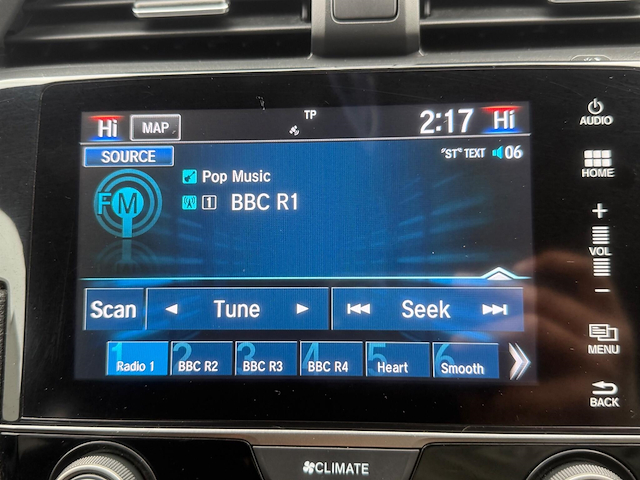 Hi MAP TP 2:17 Hi
SOURCE "ST" TEXT 06
Pop Music
FM
1 BBC R1
Scan Tune Seek
1 Radio 1 2 BBC R2 3 BBC R3 4 BBC R4 5 Heart 6 Smooth
AUDIO
HOME
+
VOL
−
MENU
BACK
CLIMATE